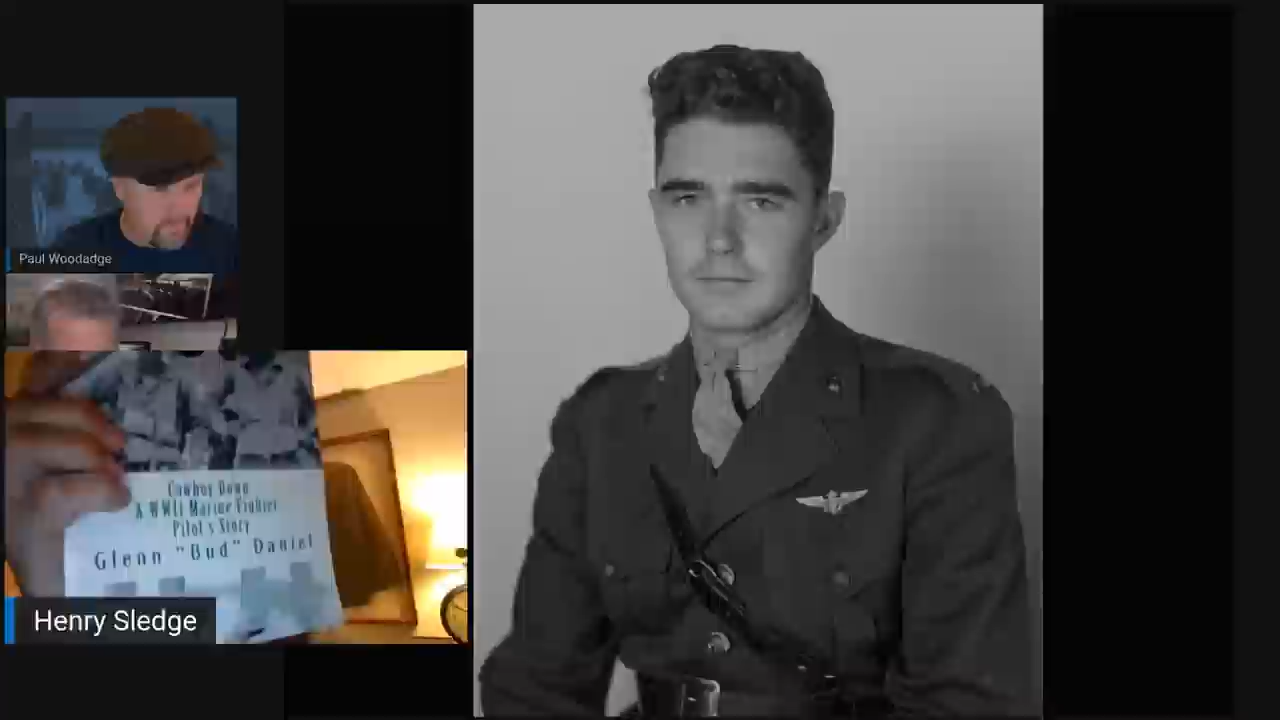 Paul Woodadge
Cowboy Down
A WWII Marine Fighter
Pilot's Story
Glenn "Bud" Daniel
Henry Sledge